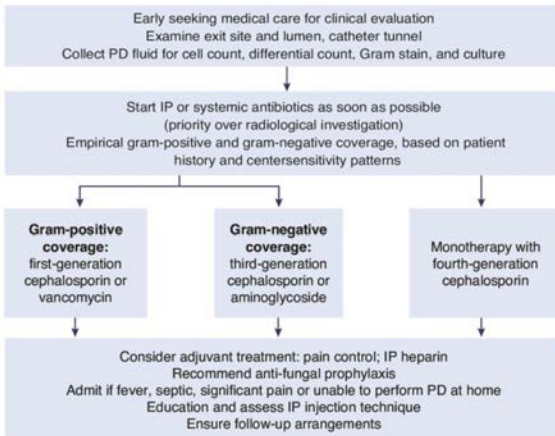 Early seeking medical care for clinical evaluation
Examine exit site and lumen, catheter tunnel
Collect PD fluid for cell count, differential count, Gram stain, and culture
Start IP or systemic antibiotics as soon as possible
(priority over radiological investigation)
Empirical gram-positive and gram-negative coverage, based on patient
history and centersensitivity patterns
Gram-positive
coverage:
first-generation
cephalosporin or
vancomycin
Gram-negative
coverage:
third-generation
cephalosporin or
aminoglycoside
Monotherapy with
fourth-generation
cephalosporin
Consider adjuvant treatment: pain control; IP heparin
Recommend anti-fungal prophylaxis
Admit if fever, septic, significant pain or unable to perform PD at home
Education and assess IP injection technique
Ensure follow-up arrangements